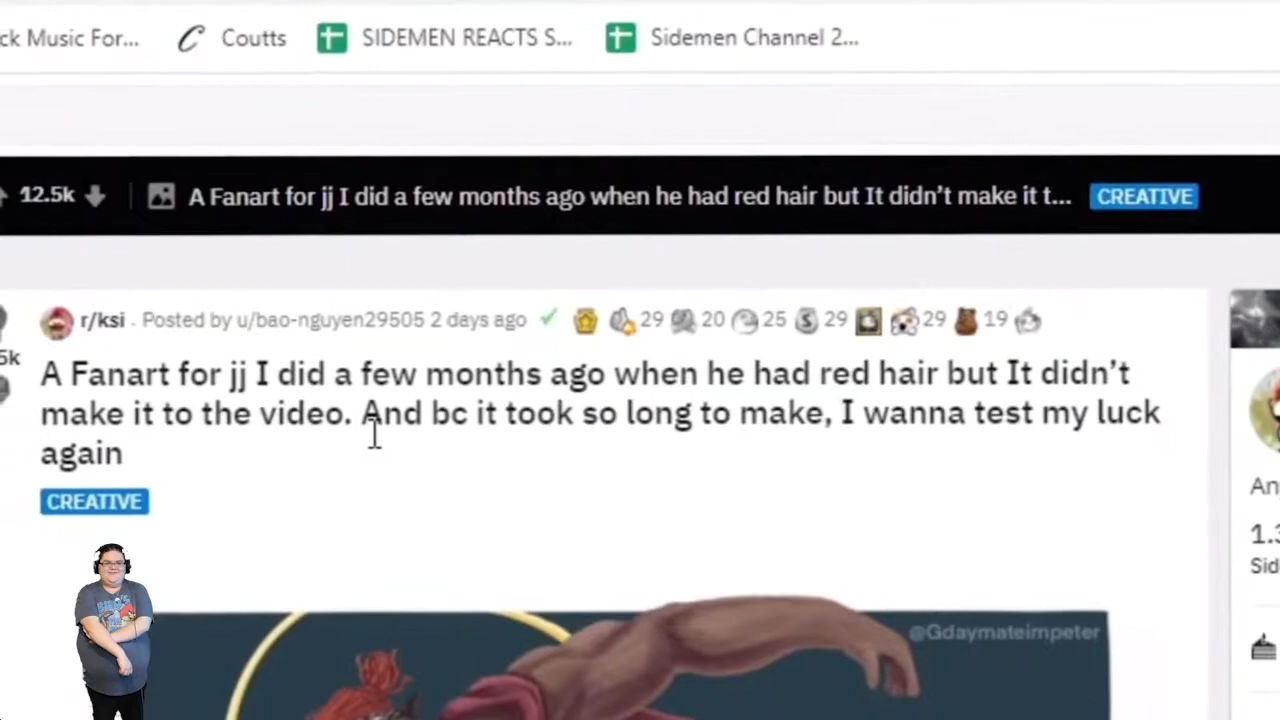 ck Music For... Coutts SIDEMEN REACTS S... Sidemen Channel 2...
12.5k A Fanart for jj I did a few months ago when he had red hair but It didn't make it t... CREATIVE
r/ksi . Posted by u/bao-nguyen29505 2 days ago 29 20 25 29 29 19
5k
A Fanart for jj I did a few months ago when he had red hair but It didn't
make it to the video. And bc it took so long to make, I wanna test my luck
again
CREATIVE
An
1.3
Sid
@Gdaymateimpeter